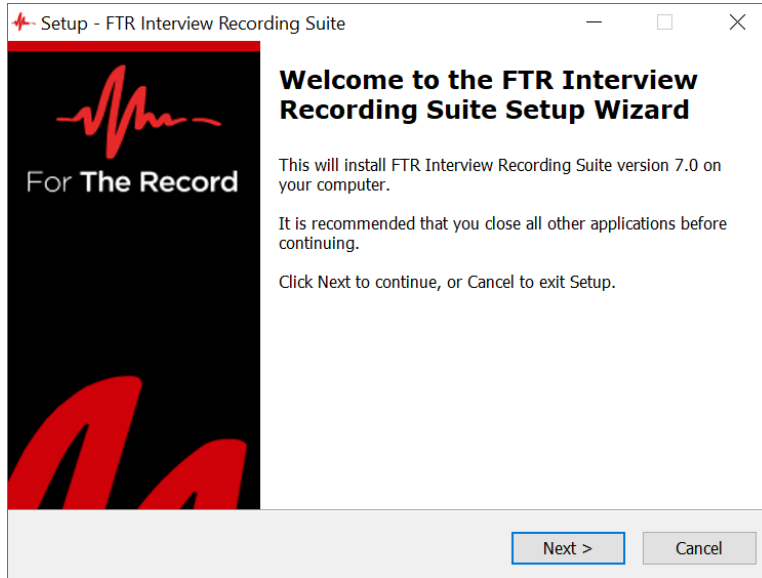 Setup - FTR Interview Recording Suite
For The Record
Welcome to the FTR Interview
Recording Suite Setup Wizard
This will install FTR Interview Recording Suite version 7.0 on
your computer.
It is recommended that you close all other applications before
continuing.
Click Next to continue, or Cancel to exit Setup.
Next >
Cancel